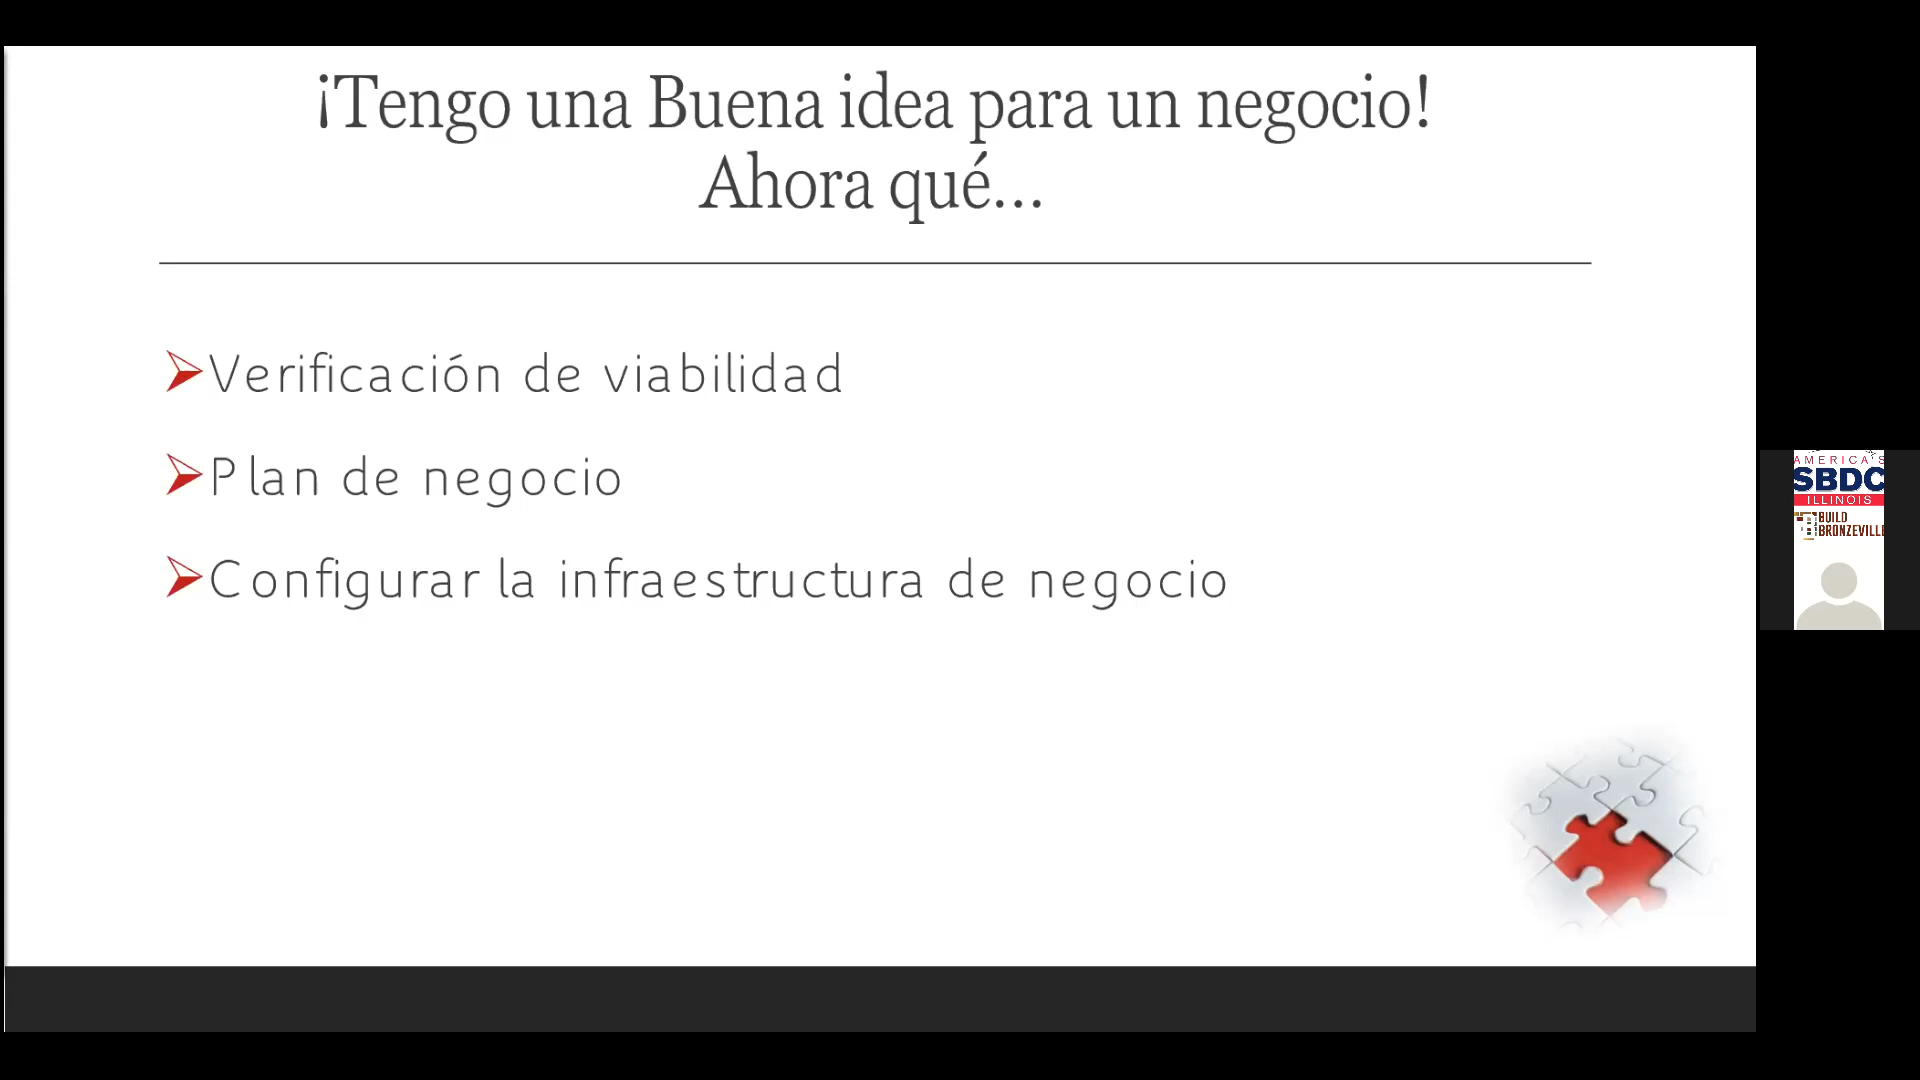 ¡Tengo una Buena idea para un negocio!
Ahora qué...
Verificación de viabilidad
Plan de negocio
Configurar la infraestructura de negocio
AMERICA'S
SBDC
ILLINOIS
BUILD
BRONZEVILLE